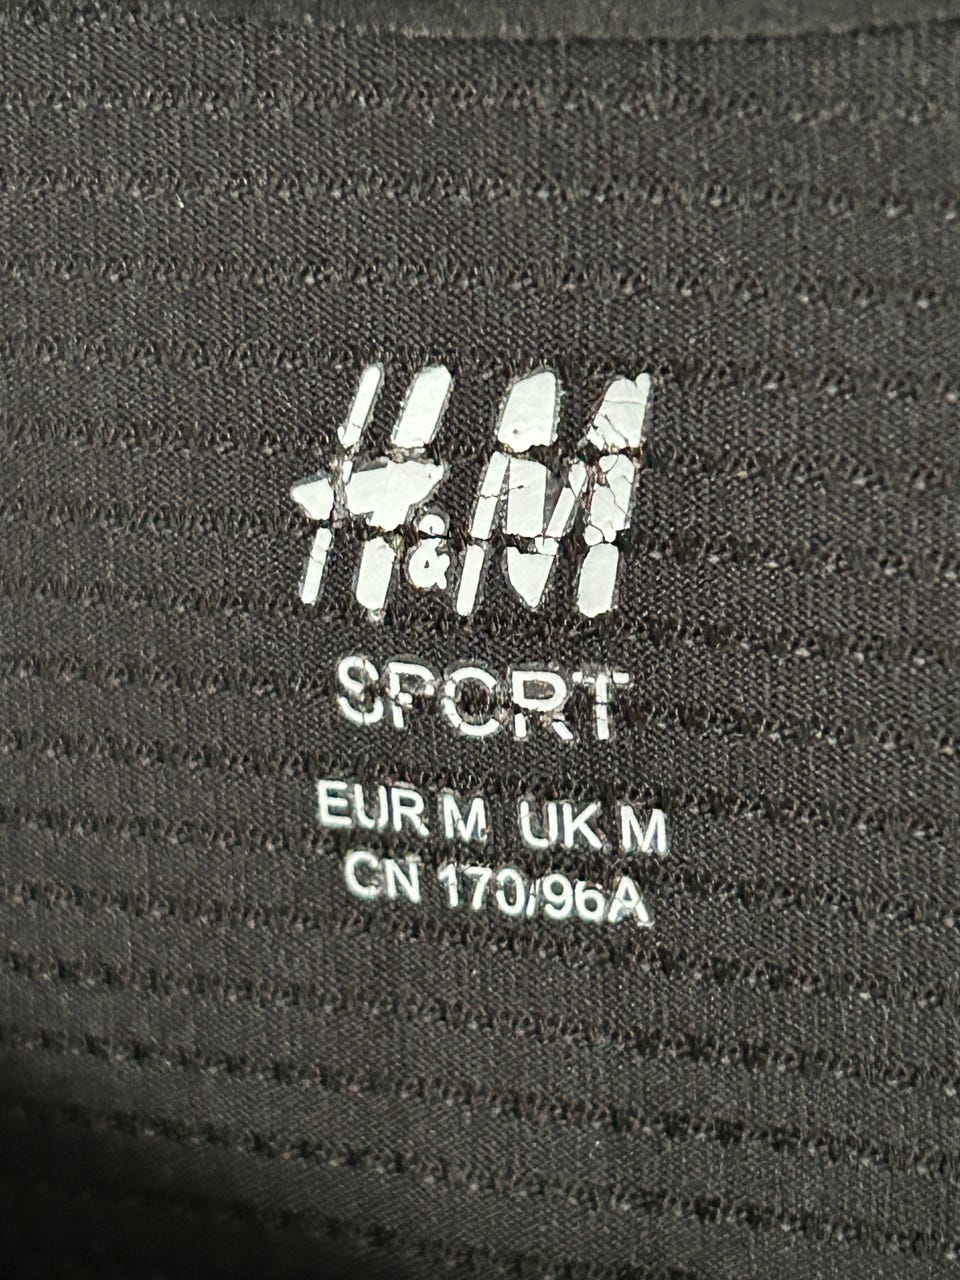 H&M
SPORT
EUR M UK M
CN 170/96A